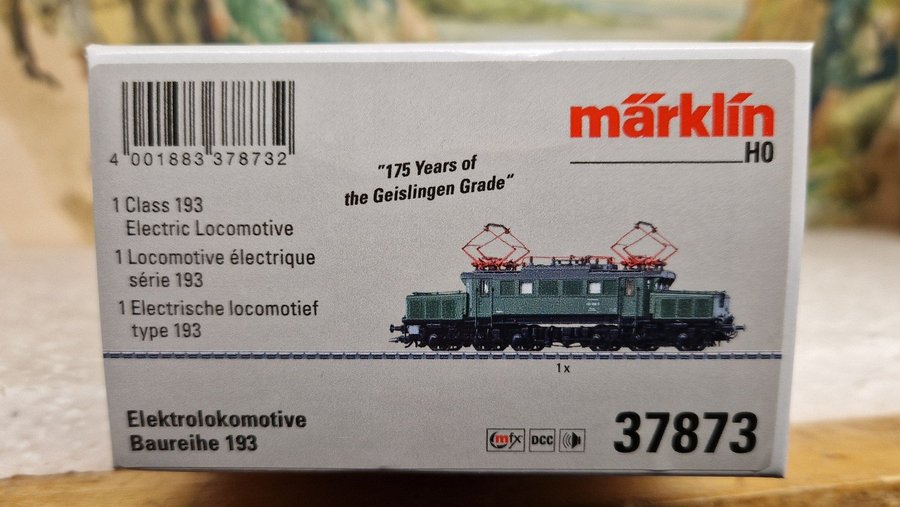 märklin
H0
4 001883 378732
"175 Years of
the Geislingen Grade“
1 Class 193
Electric Locomotive
1 Locomotive électrique
série 193
1 Electrische locomotief
type 193
1 x
Elektrolokomotive
Baureihe 193
mfx
DCC
37873